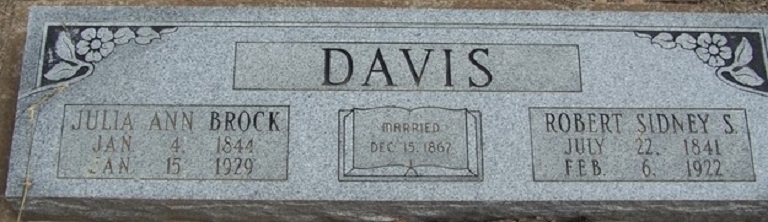 DAVIS
JULIA ANN BROCK
JAN 4, 1844
JAN 15 1929
MARRIED
DEC. 15, 1867
ROBERT SIDNEY S.
JULY 22, 1841
FEB. 6, 1922